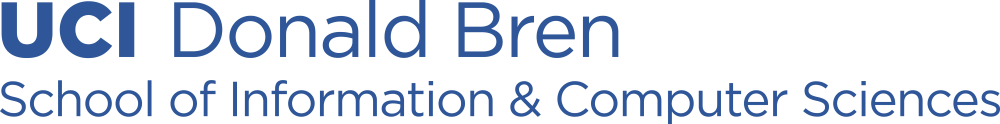 UCI Donald Bren
School of Information & Computer Sciences